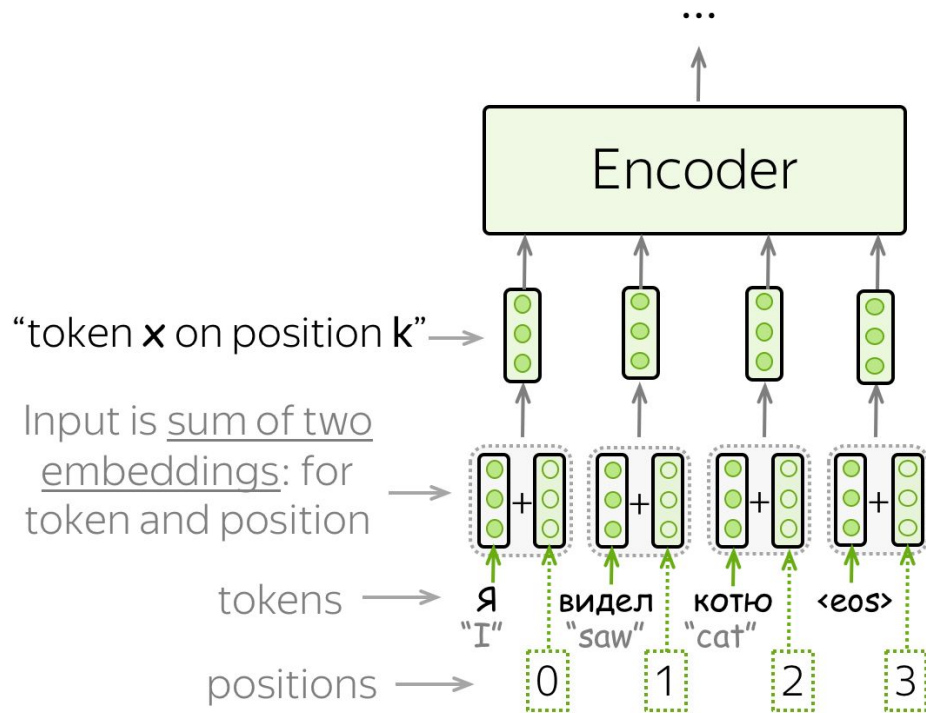 ...
Encoder
“token x on position k”
Input is sum of two
embeddings: for
token and position
+ + + +
tokens Я видел котю <eos>
“I” “saw” “cat”
positions 0 1 2 3